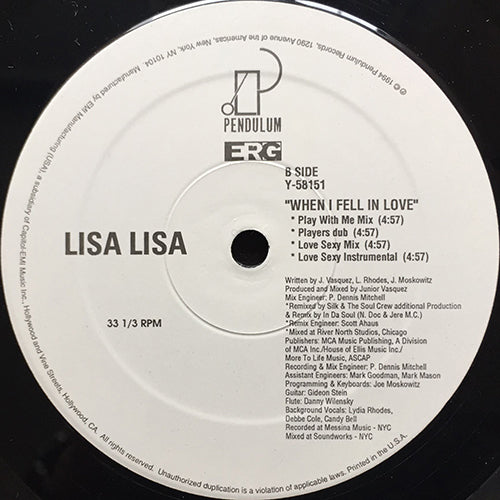 PENDULUM
ERG
B SIDE
Y-58151
LISA LISA
33 1/3 RPM
"WHEN I FELL IN LOVE"
* Play With Me Mix (4:57)
* Players dub (4:57)
* Love Sexy Mix (4:57)
* Love Sexy Instrumental (4:57)
Written by J. Vasquez, L. Rhodes, J. Moskowitz
Produced and Mixed by Junior Vasquez
Mix Engineer: P. Dennis Mitchell
*Remixed by Silk & The Soul Crew additional Production
& Remix by In Da Soul (N. Doc & Jere M.C.)
*Remix Engineer: Scott Ahaus
*Mixed at River North Studios, Chicago
Publishers: MCA Music Publishing, A Division of
MCA Inc./House of Ellis Music Inc./
More To Life Music, ASCAP
Recording & Mix Engineer: P. Dennis Mitchell
Assistant Engineers: Mark Goodman, Mark Mason
Programming & Keyboards: Joe Moskowitz
Guitar: Gideon Stein
Flute: Danny Wilensky
Background Vocals: Lydia Rhodes,
Debbe Cole, Candy Bell
Recorded at Messina Music - NYC
Mixed at Soundworks - NYC
℗ 1994 Pendulum Records, 1290 Avenue of the Americas, New York, NY, 10104. Manufactured by EMI Manufacturing (USA), a subsidiary of Capitol-EMI Music Inc., Hollywood and Vine Streets, Hollywood, CA. All rights reserved. Unauthorized duplication is a violation of applicable laws. Printed in the U.S.A.